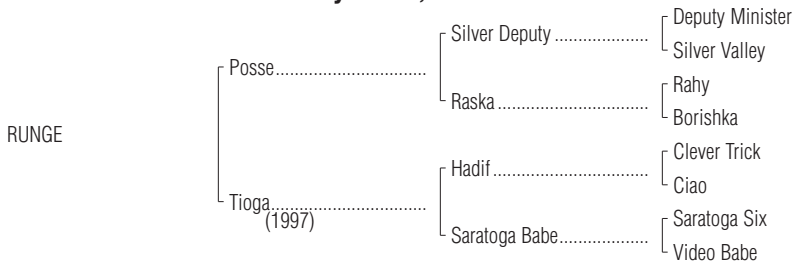 Deputy Minister
Silver Deputy ....................
Silver Valley
Posse................................
Rahy
Raska ................................
Borishka
RUNGE
Clever Trick
Hadif .................................
Ciao
Tioga.................................
(1997)
Saratoga Six
Saratoga Babe...................
Video Babe